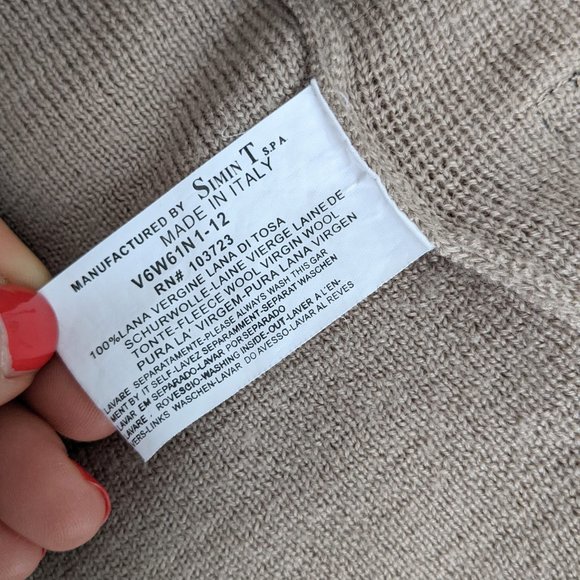 MANUFACTURED BY SIMIN T S.P.A
MADE IN ITALY
V6W61N1-12
RN# 103723
100%LANA VERGINE LANA DI TOSA
SCHURWOLLE-LAINE VIERGE LAINE DE
TONTE-FLEECE WOOL VIRGIN WOOL
PURA LA' VIRGEM-PURA LANA VIRGEN
LAVARE SEPARATAMENTE-PLEASE ALWAYS WASH THIS GAR
MENT BY IT SELF-LAVEZ SEPARAMMENT-SEPARAT WASCHEN
LAVAR EM SEPARADO-LAVAR POR SEPARADO
LAVARE . ROVESCIO-WASHING INSIDE-OUT-LAVER A L'EN-
VERS-LINKS WASCHEN-LAVAR DO AVESSO-LAVAR AL REVES